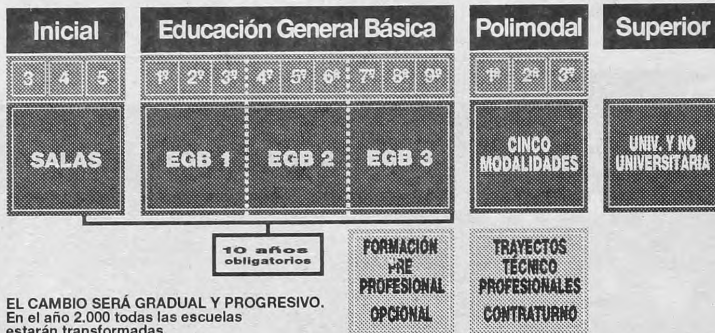 Inicial
Educación General Básica
Polimodal
Superior
3 4 5
1º 2º 3º 4º 5º 6º 7º 8º 9º
1º 2º 3º
SALAS
EGB 1
EGB 2
EGB 3
CINCO
MODALIDADES
UNIV. Y NO
UNIVERSITARIA
10 años
obligatorios
FORMACIÓN
PRE
PROFESIONAL
OPCIONAL
TRAYECTOS
TÉCNICO
PROFESIONALES
CONTRATURNO
EL CAMBIO SERÁ GRADUAL Y PROGRESIVO.
En el año 2.000 todas las escuelas
estarán transformadas